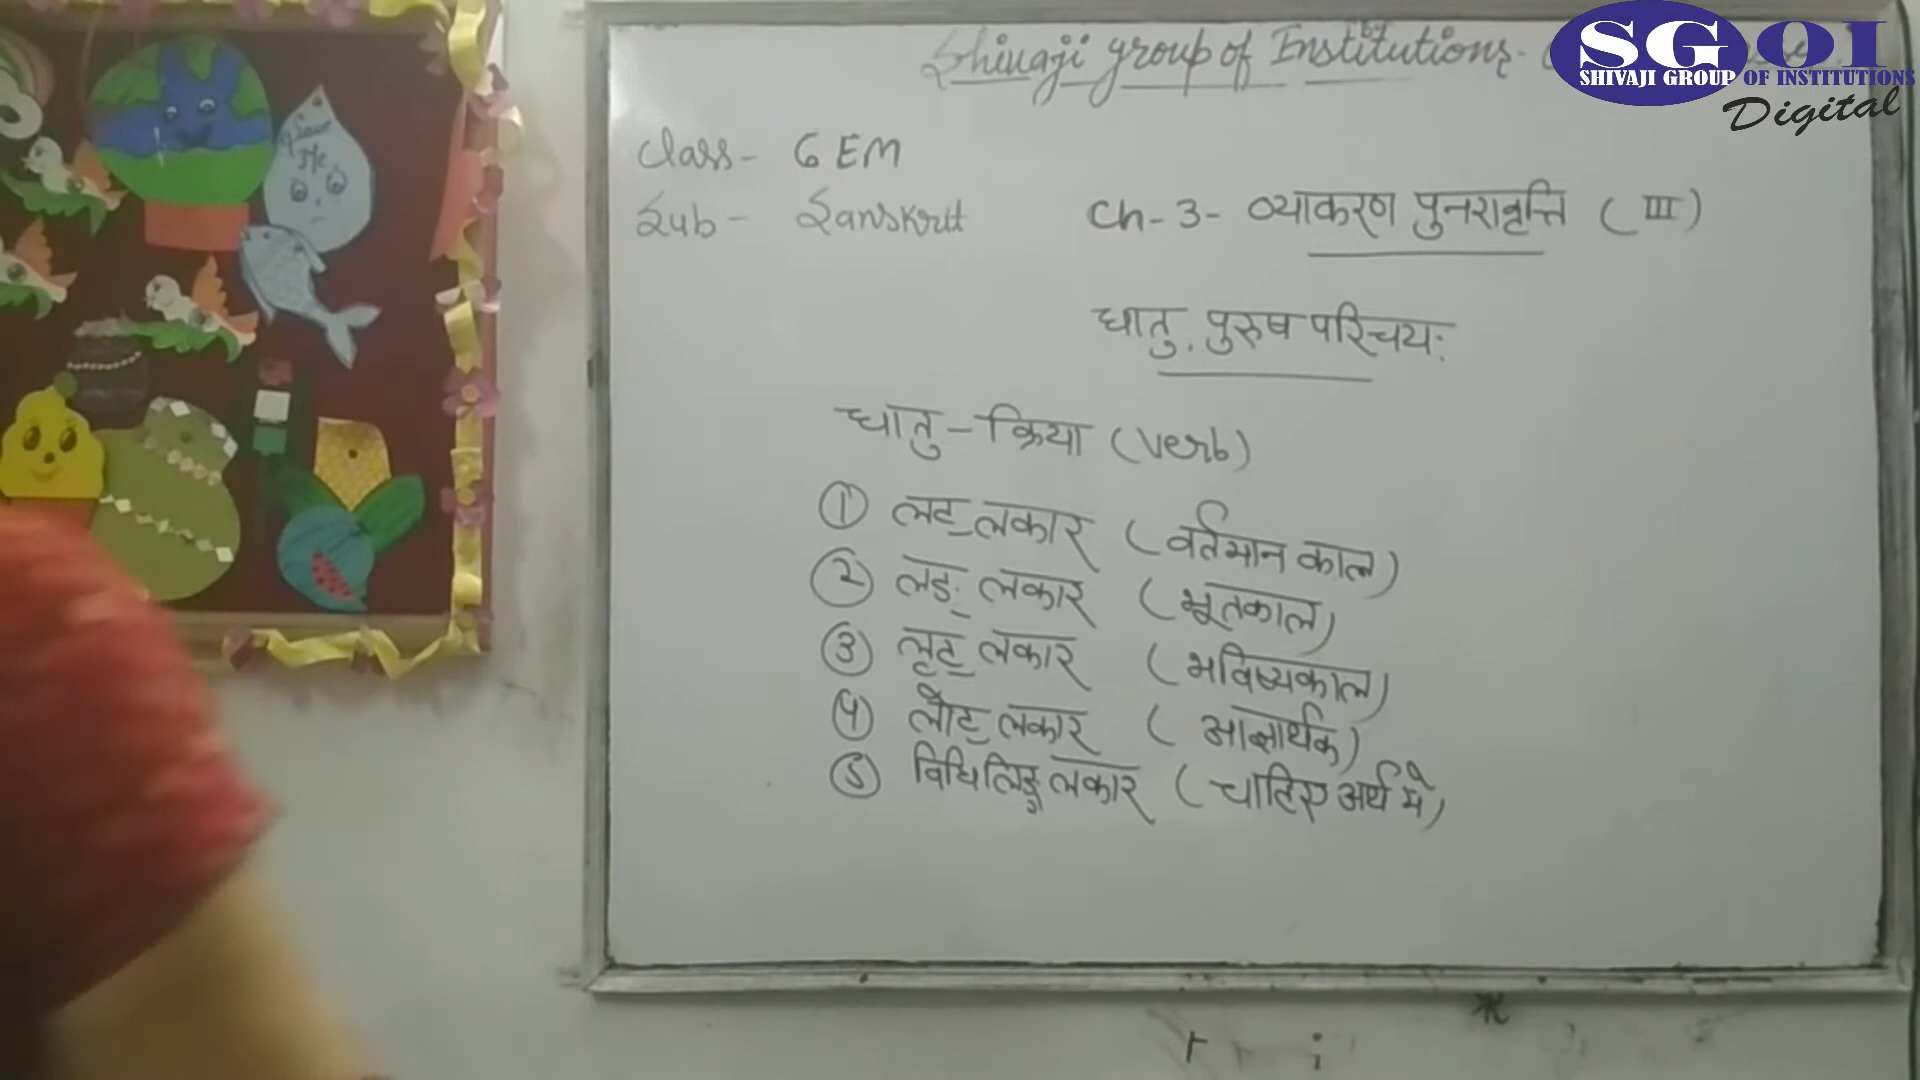 Shivaji group of Institutions-
SGOI
SHIVAJI GROUP OF INSTITUTIONS
Digital
Save
Me
Class- 6 EM
Sub- Sanskrit
Ch-3- व्याकरण पुनरावृत्ति (III)
धातु, पुरुष परिचय:
धातु-क्रिया (Verb)
① लट् लकार (वर्तमान काल)
② लङ् लकार (भूतकाल)
③ लृट् लकार (भविष्यकाल)
④ लोट् लकार (आज्ञार्थक)
⑤ विधिलिङ्ग लकार (चाहिए अर्थ मे)